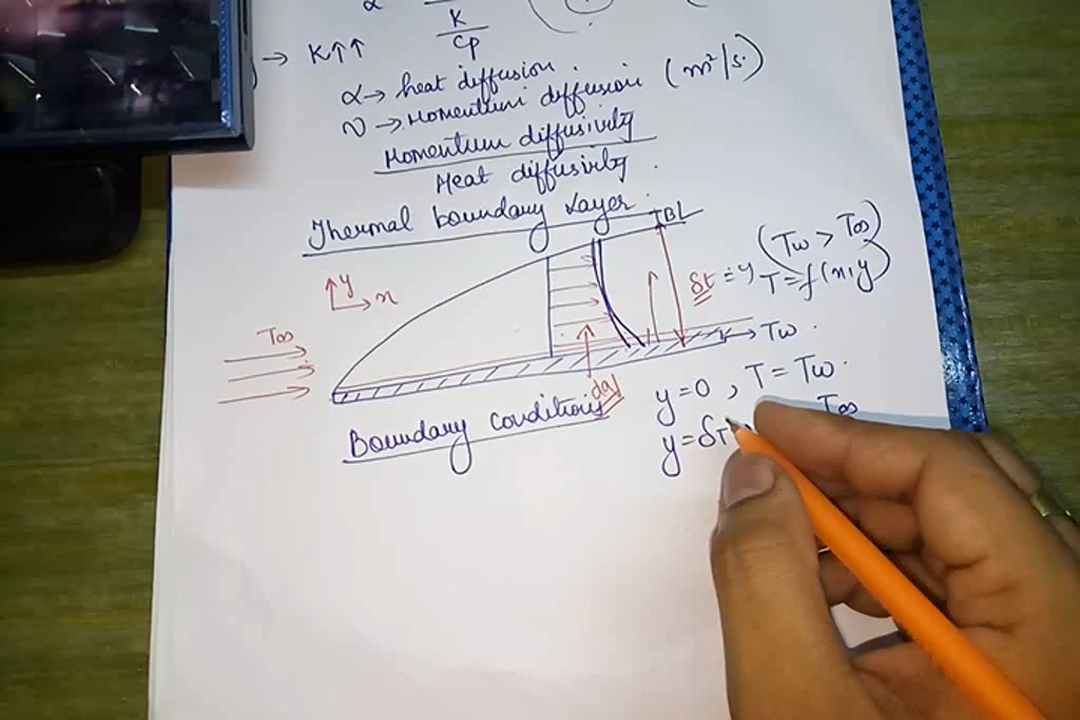 α
K
Cp
→ K↑↑
α → heat diffusion.
ν → Momentum diffusion (m²/s.)
Momentum diffusivity
Heat diffusivity.
Thermal boundary Layer.
TBL
(Tw > T∞)
T = f(x,y)
δt
y
x
T∞
Tw.
y=0, T = Tw.
T∞
y=δT
Boundary conditions